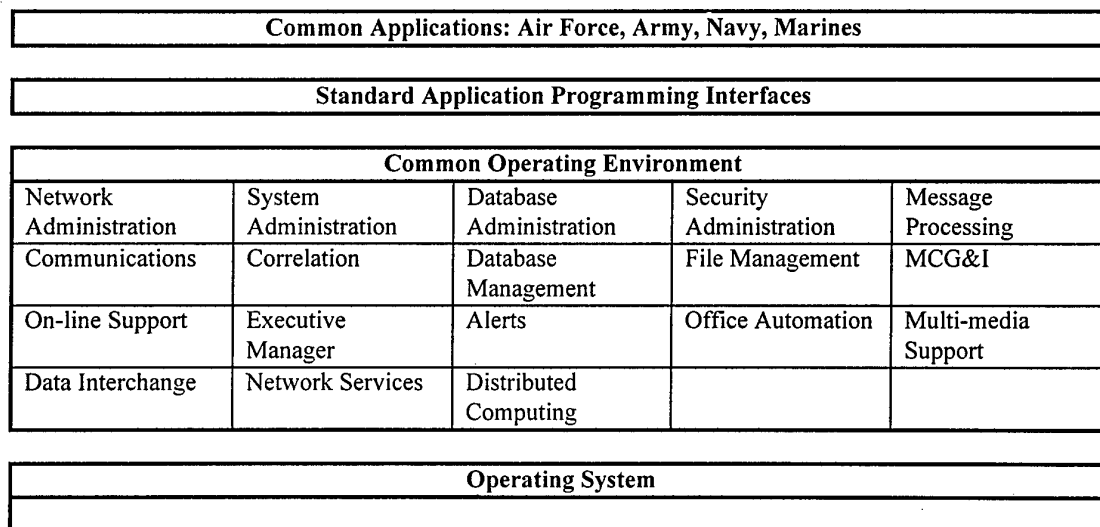 Common Applications: Air Force, Army, Navy, Marines
Standard Application Programming Interfaces
Common Operating Environment
Network Administration
System Administration
Database Administration
Security Administration
Message Processing
Communications
Correlation
Database Management
File Management
MCG&I
On-line Support
Executive Manager
Alerts
Office Automation
Multi-media Support
Data Interchange
Network Services
Distributed Computing
Operating System